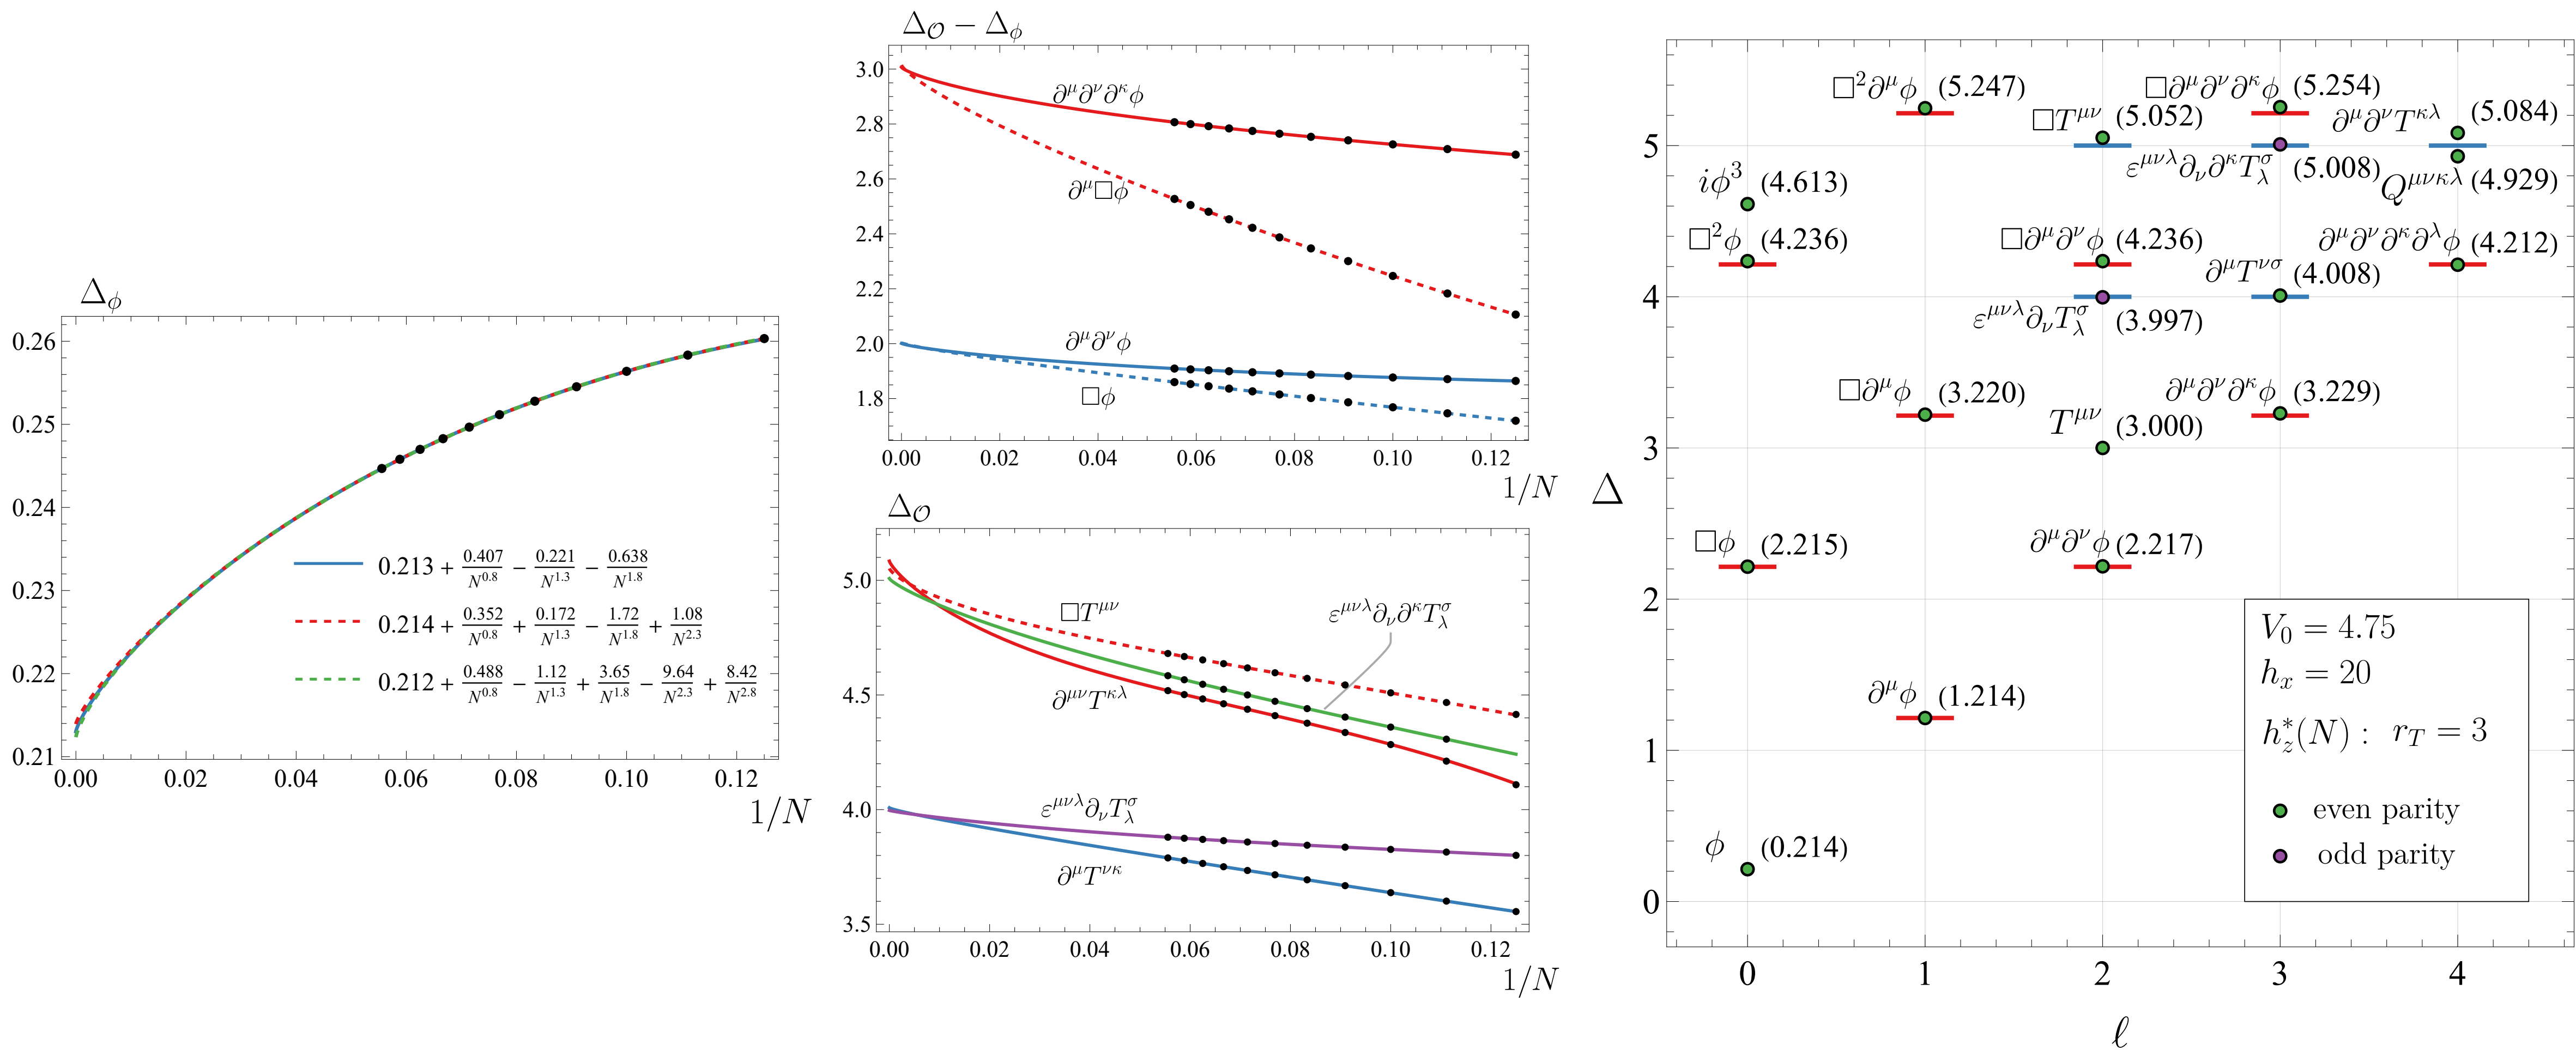 Δ_ϕ
0.26
0.25
0.24
0.23
0.22
0.21
0.213 + 0.407/N^0.8 − 0.221/N^1.3 − 0.638/N^1.8
0.214 + 0.352/N^0.8 + 0.172/N^1.3 − 1.72/N^1.8 + 1.08/N^2.3
0.212 + 0.488/N^0.8 − 1.12/N^1.3 + 3.65/N^1.8 − 9.64/N^2.3 + 8.42/N^2.8
0.00 0.02 0.04 0.06 0.08 0.10 0.12
1/N
Δ_𝒪 − Δ_ϕ
3.0
2.8
2.6
2.4
2.2
2.0
1.8
∂^μ∂^ν∂^κϕ
∂^μ□ϕ
∂^μ∂^νϕ
□ϕ
0.00 0.02 0.04 0.06 0.08 0.10 0.12
1/N
Δ_𝒪
5.0
4.5
4.0
3.5
□T^μν
ε^μνλ∂_ν∂^κT^σ_λ
∂^μνT^κλ
ε^μνλ∂_νT^σ_λ
∂^μT^νκ
0.00 0.02 0.04 0.06 0.08 0.10 0.12
1/N
Δ
5
4
3
2
1
0
□²∂^μϕ (5.247)
□∂^μ∂^ν∂^κϕ (5.254)
□T^μν (5.052)
∂^μ∂^νT^κλ (5.084)
ε^μνλ∂_ν∂^κT^σ_λ (5.008)
Q^μνκλ (4.929)
iϕ³ (4.613)
□²ϕ (4.236)
□∂^μ∂^νϕ (4.236)
∂^μ∂^ν∂^κ∂^λϕ (4.212)
∂^μT^νσ (4.008)
ε^μνλ∂_νT^σ_λ (3.997)
□∂^μϕ (3.220)
∂^μ∂^ν∂^κϕ (3.229)
T^μν (3.000)
□ϕ (2.215)
∂^μ∂^νϕ (2.217)
∂^μϕ (1.214)
ϕ (0.214)
V_0 = 4.75
h_x = 20
h_z^*(N) : r_T = 3
even parity
odd parity
0 1 2 3 4
ℓ